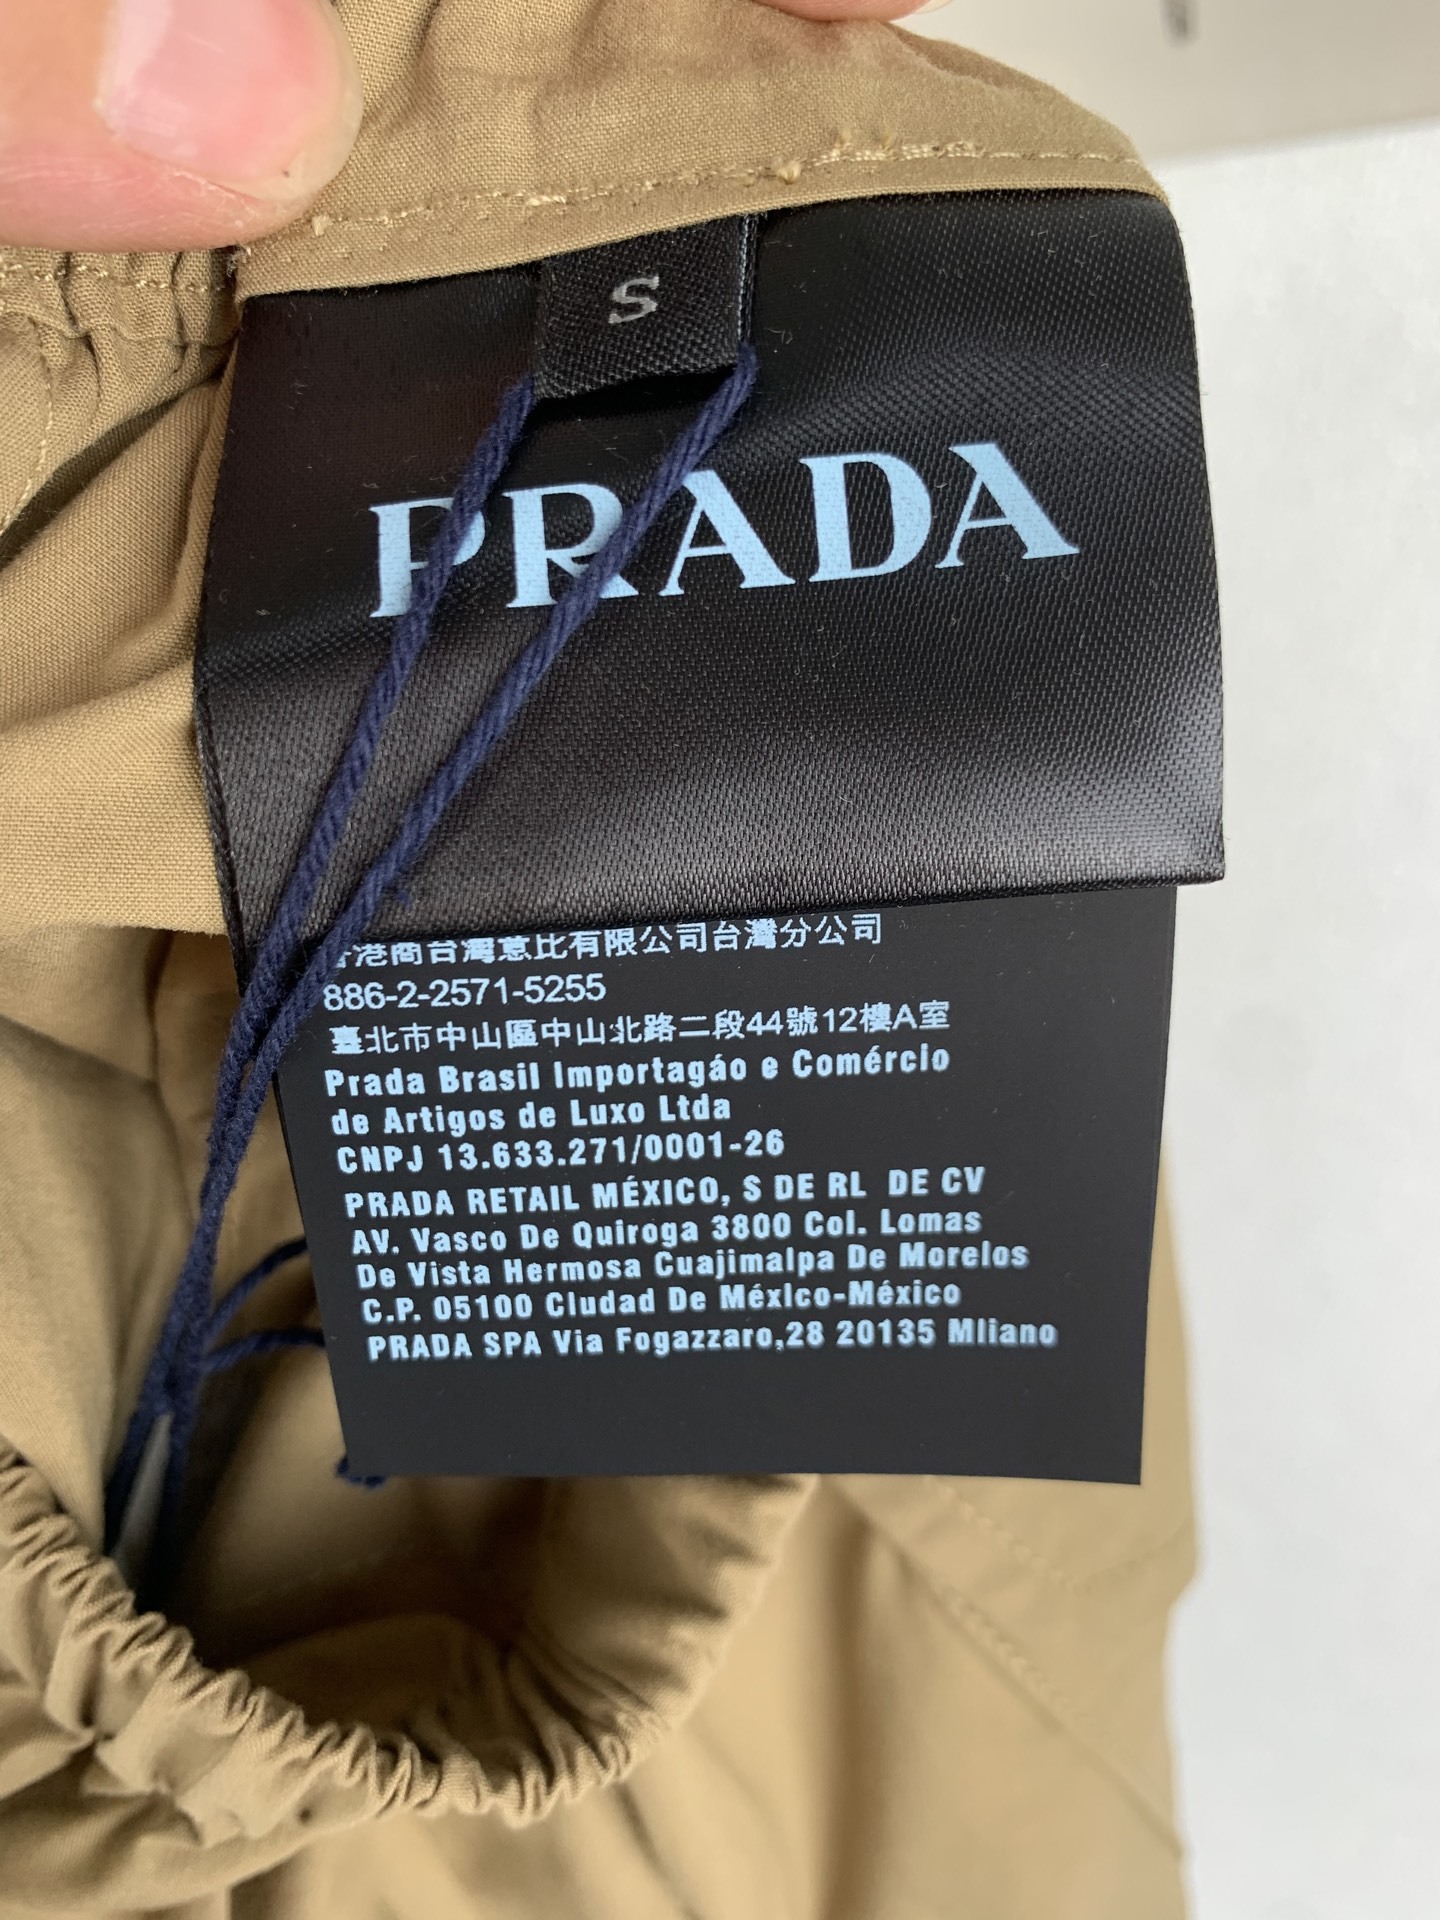 S
PRADA
香港商台灣意比有限公司台灣分公司
886-2-2571-5255
臺北市中山區中山北路二段44號12樓A室
Prada Brasil Importagáo e Comércio
de Artigos de Luxo Ltda
CNPJ 13.633.271/0001-26
PRADA RETAIL MÉXICO, S DE RL DE CV
AV. Vasco De Quiroga 3800 Col. Lomas
De Vista Hermosa Cuajimalpa De Morelos
C.P. 05100 Cludad De Méxlco-México
PRADA SPA Via Fogazzaro,28 20135 Mliano